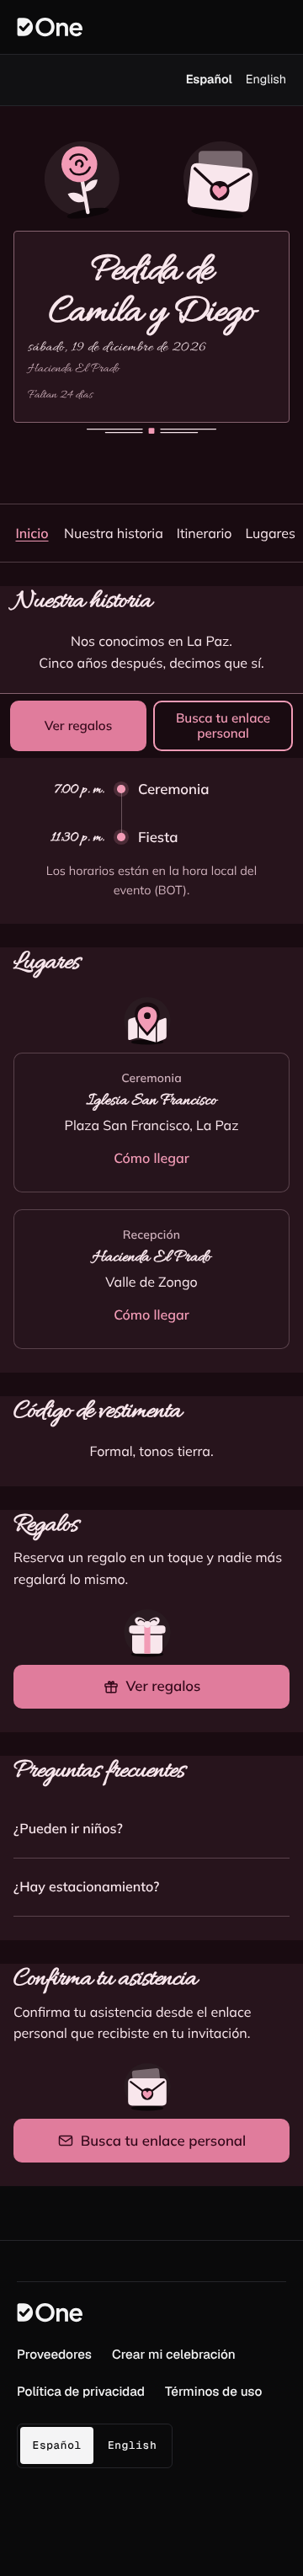 DOne
Español English
Pedida de
Camila y Diego
sábado, 19 de diciembre de 2026
Hacienda El Prado
Faltan 24 días
Inicio Nuestra historia Itinerario Lugares
Nuestra historia
Nos conocimos en La Paz.
Cinco años después, decimos que sí.
Ver regalos
Busca tu enlace
personal
7:00 p. m. Ceremonia
11:30 p. m. Fiesta
Los horarios están en la hora local del
evento (BOT).
Lugares
Ceremonia
Iglesia San Francisco
Plaza San Francisco, La Paz
Cómo llegar
Recepción
Hacienda El Prado
Valle de Zongo
Cómo llegar
Código de vestimenta
Formal, tonos tierra.
Regalos
Reserva un regalo en un toque y nadie más
regalará lo mismo.
Ver regalos
Preguntas frecuentes
¿Pueden ir niños?
¿Hay estacionamiento?
Confirma tu asistencia
Confirma tu asistencia desde el enlace
personal que recibiste en tu invitación.
Busca tu enlace personal
DOne
Proveedores Crear mi celebración
Política de privacidad Términos de uso
Español English